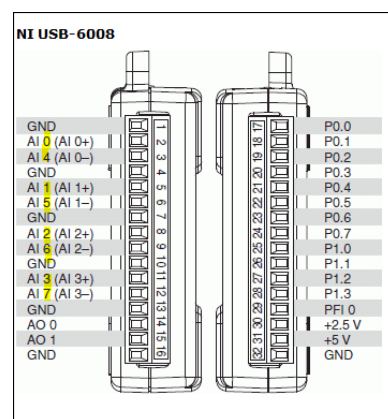 NI USB-6008
GND 1 17 P0.0
AI 0 (AI 0+) 2 18 P0.1
AI 4 (AI 0–) 3 19 P0.2
GND 4 20 P0.3
AI 1 (AI 1+) 5 21 P0.4
AI 5 (AI 1–) 6 22 P0.5
GND 7 23 P0.6
AI 2 (AI 2+) 8 24 P0.7
AI 6 (AI 2–) 9 25 P1.0
GND 10 26 P1.1
AI 3 (AI 3+) 11 27 P1.2
AI 7 (AI 3–) 12 28 P1.3
GND 13 29 PFI 0
AO 0 14 30 +2.5 V
AO 1 15 31 +5 V
GND 16 32 GND